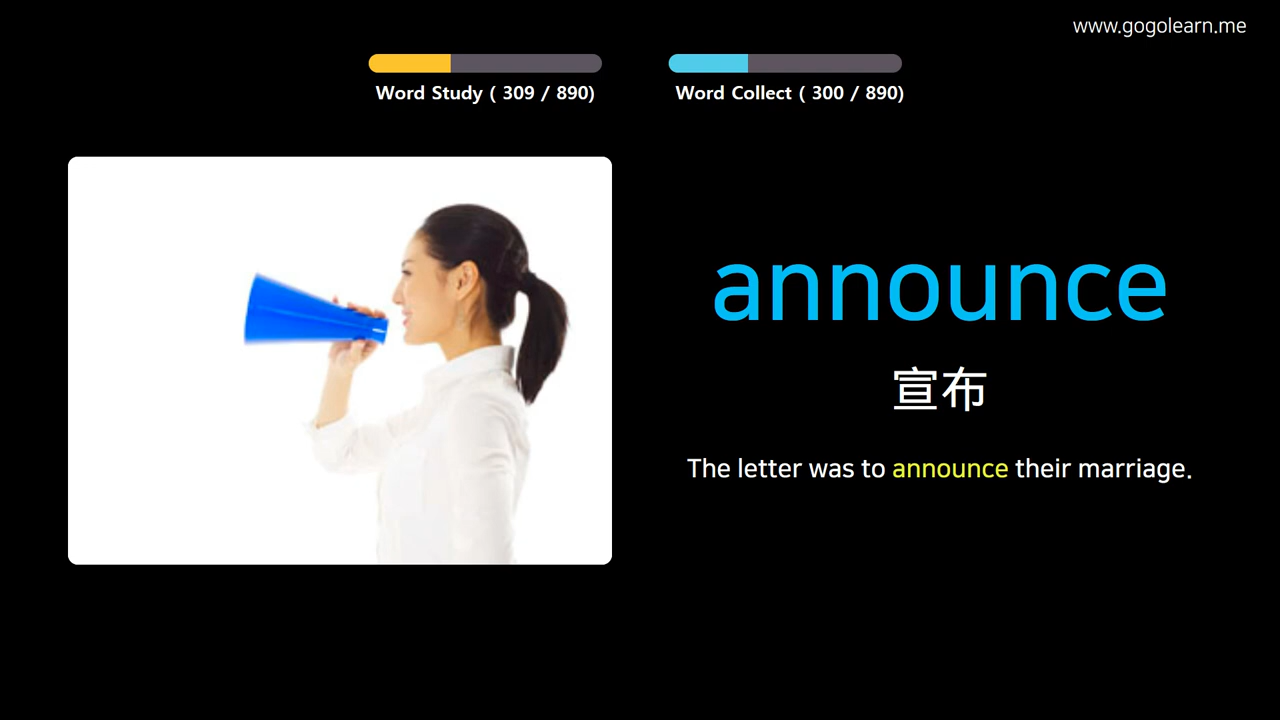 www.gogolearn.me
Word Study ( 309 / 890)
Word Collect ( 300 / 890)
announce
宣布
The letter was to announce their marriage.